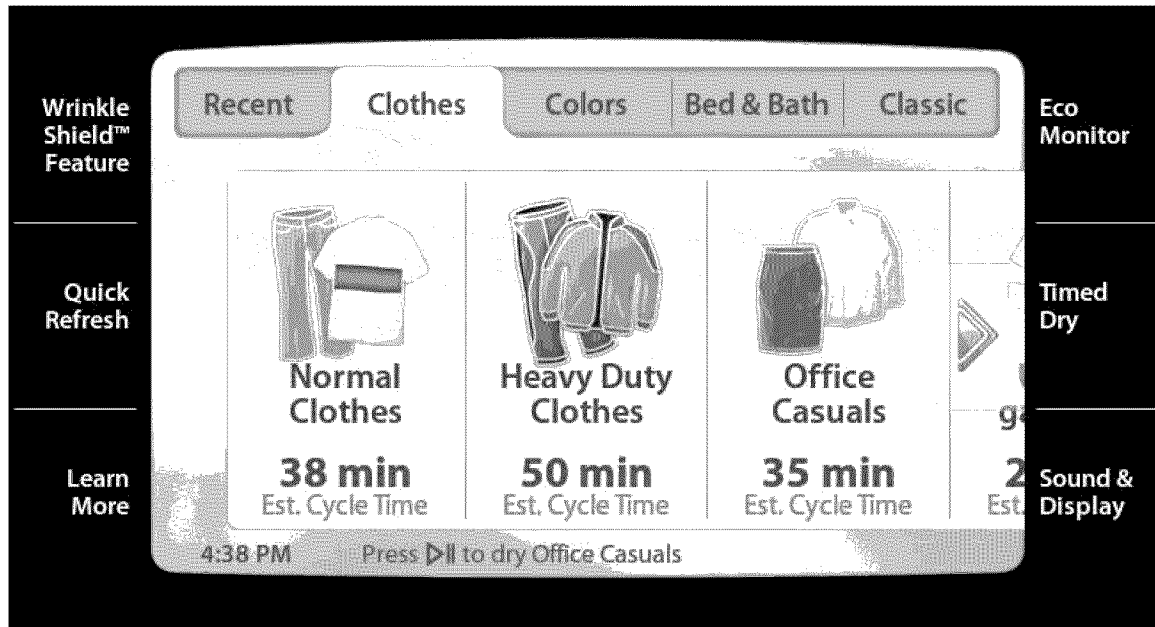 Wrinkle
Shield™
Feature
Quick
Refresh
Learn
More
Recent
Clothes
Colors
Bed & Bath
Classic
Normal
Clothes
38 min
Est. Cycle Time
Heavy Duty
Clothes
50 min
Est. Cycle Time
Office
Casuals
35 min
Est. Cycle Time
2
Est.
4:38 PM
Press ▷II to dry Office Casuals
Eco
Monitor
Timed
Dry
Sound &
Display